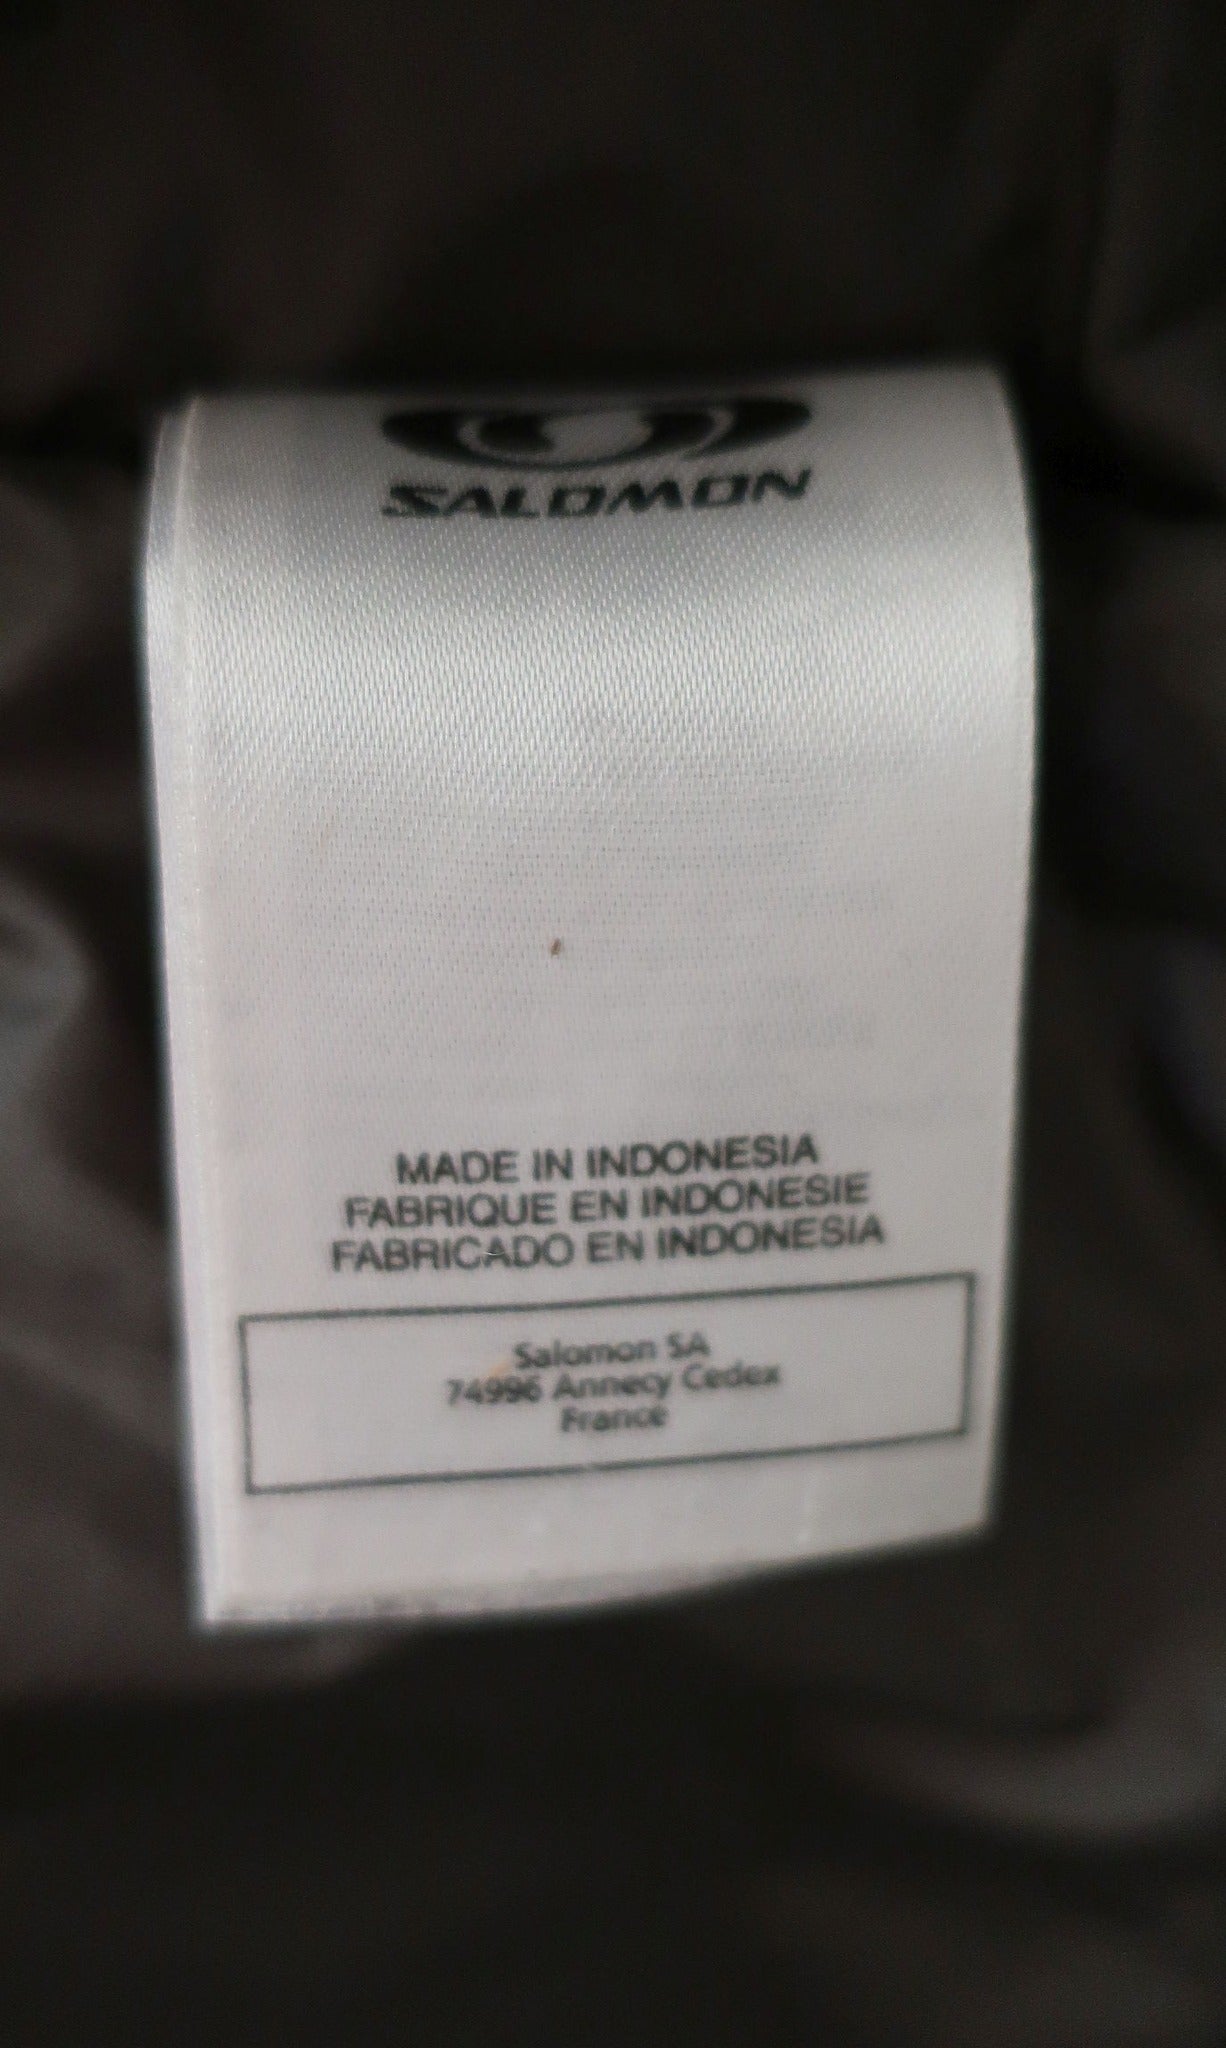 SALOMON
MADE IN INDONESIA
FABRIQUE EN INDONESIE
FABRICADO EN INDONESIA
Salomon SA
74996 Annecy Cedex
France